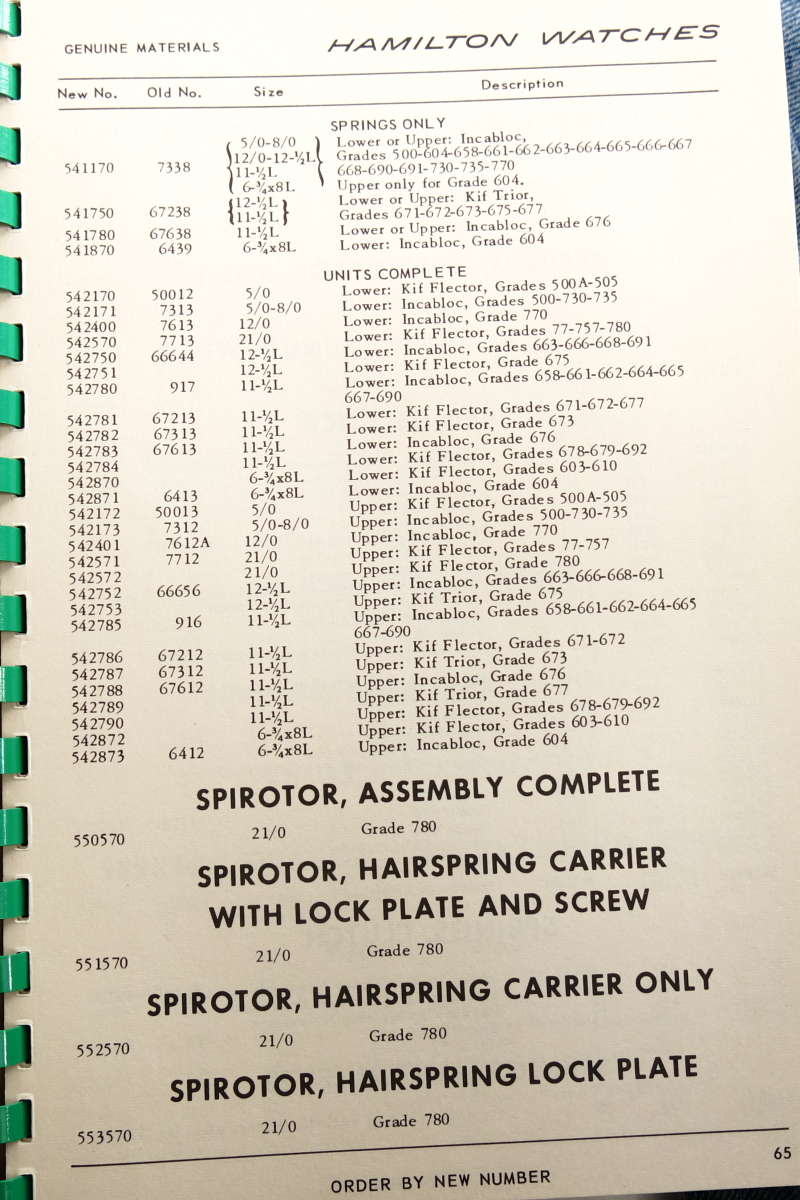 GENUINE MATERIALS HAMILTON WATCHES
New No. Old No. Size Description
SPRINGS ONLY
541170 7338 5/0-8/0 Lower or Upper: Incabloc,
12/0-12-½L Grades 500-604-658-661-662-663-664-665-666-667
11-½L 668-690-691-730-735-770
6-¾x8L Upper only for Grade 604.
541750 67238 12-½L Lower or Upper: Kif Trior,
11-½L Grades 671-672-673-675-677
541780 67638 11-½L Lower or Upper: Incabloc, Grade 676
541870 6439 6-¾x8L Lower: Incabloc, Grade 604
UNITS COMPLETE
542170 50012 5/0 Lower: Kif Flector, Grades 500A-505
542171 7313 5/0-8/0 Lower: Incabloc, Grades 500-730-735
542400 7613 12/0 Lower: Incabloc, Grade 770
542570 7713 21/0 Lower: Kif Flector, Grades 77-757-780
542750 66644 12-½L Lower: Incabloc, Grades 663-666-668-691
542751 12-½L Lower: Kif Flector, Grade 675
542780 917 11-½L Lower: Incabloc, Grades 658-661-662-664-665
667-690
542781 67213 11-½L Lower: Kif Flector, Grades 671-672-677
542782 67313 11-½L Lower: Kif Flector, Grade 673
542783 67613 11-½L Lower: Incabloc, Grade 676
542784 11-½L Lower: Kif Flector, Grades 678-679-692
542870 6-¾x8L Lower: Kif Flector, Grades 603-610
542871 6413 6-¾x8L Lower: Incabloc, Grade 604
542172 50013 5/0 Upper: Kif Flector, Grades 500A-505
542173 7312 5/0-8/0 Upper: Incabloc, Grades 500-730-735
542401 7612A 12/0 Upper: Incabloc, Grade 770
542571 7712 21/0 Upper: Kif Flector, Grades 77-757
542572 21/0 Upper: Kif Flector, Grade 780
542752 66656 12-½L Upper: Incabloc, Grades 663-666-668-691
542753 12-½L Upper: Kif Trior, Grade 675
542785 916 11-½L Upper: Incabloc, Grades 658-661-662-664-665
667-690
542786 67212 11-½L Upper: Kif Flector, Grades 671-672
542787 67312 11-½L Upper: Kif Trior, Grade 673
542788 67612 11-½L Upper: Incabloc, Grade 676
542789 11-½L Upper: Kif Trior, Grade 677
542790 11-½L Upper: Kif Flector, Grades 678-679-692
542872 6-¾x8L Upper: Kif Flector, Grades 603-610
542873 6412 6-¾x8L Upper: Incabloc, Grade 604
SPIROTOR, ASSEMBLY COMPLETE
550570 21/0 Grade 780
SPIROTOR, HAIRSPRING CARRIER
WITH LOCK PLATE AND SCREW
551570 21/0 Grade 780
SPIROTOR, HAIRSPRING CARRIER ONLY
552570 21/0 Grade 780
SPIROTOR, HAIRSPRING LOCK PLATE
553570 21/0 Grade 780
65
ORDER BY NEW NUMBER